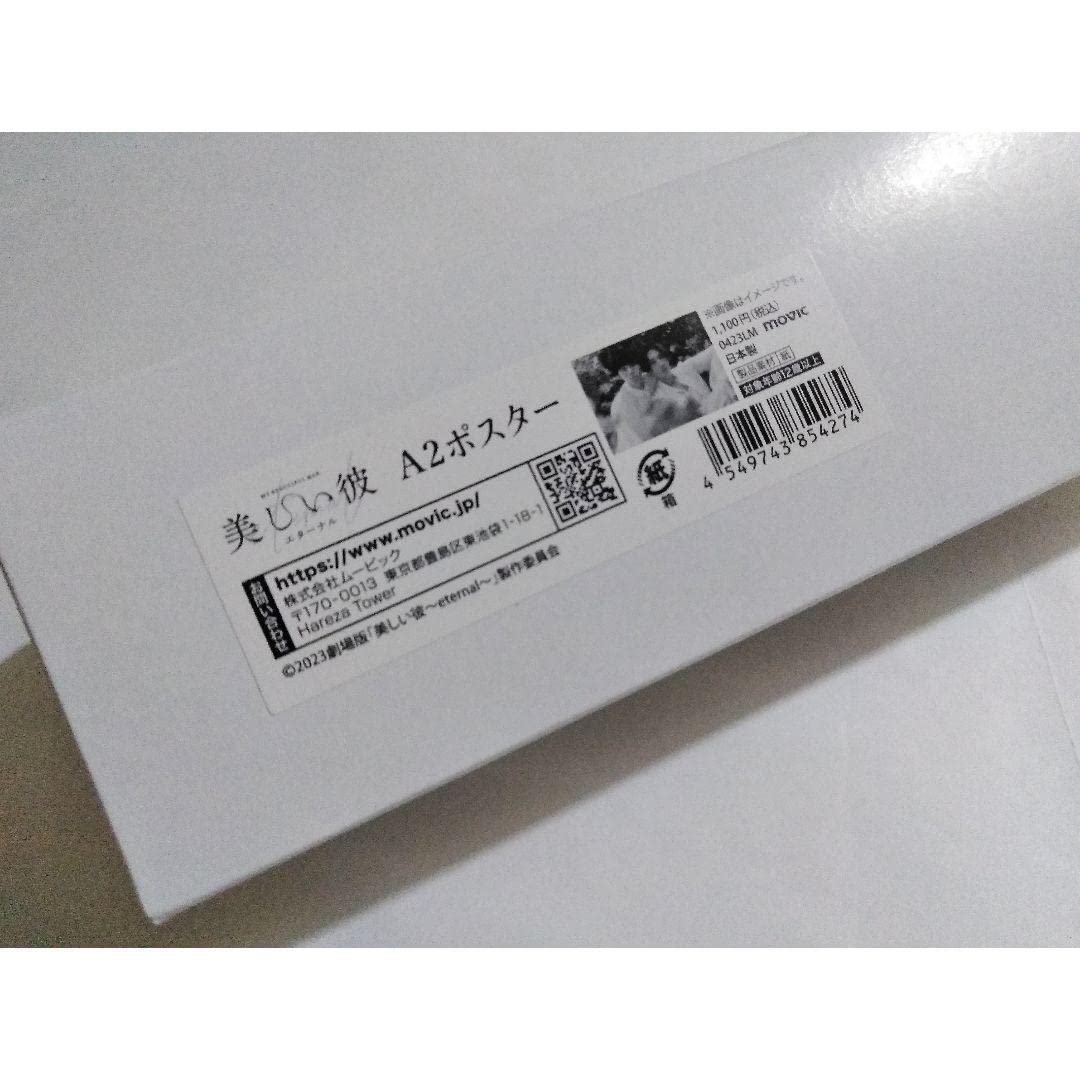 美しい彼 A2ポスター
エターナル
お問い合わせ
https://www.movic.jp/
株式会社ムービック
〒170-0013 東京都豊島区東池袋1-18-1
Hareza Tower
©2023劇場版「美しい彼~eternal~」製作委員会
※画像はイメージです。
1,100円(税込)
0423LM movic
日本製
製品素材 紙
対象年齢12歳以上
紙
箱
4 549743 854274